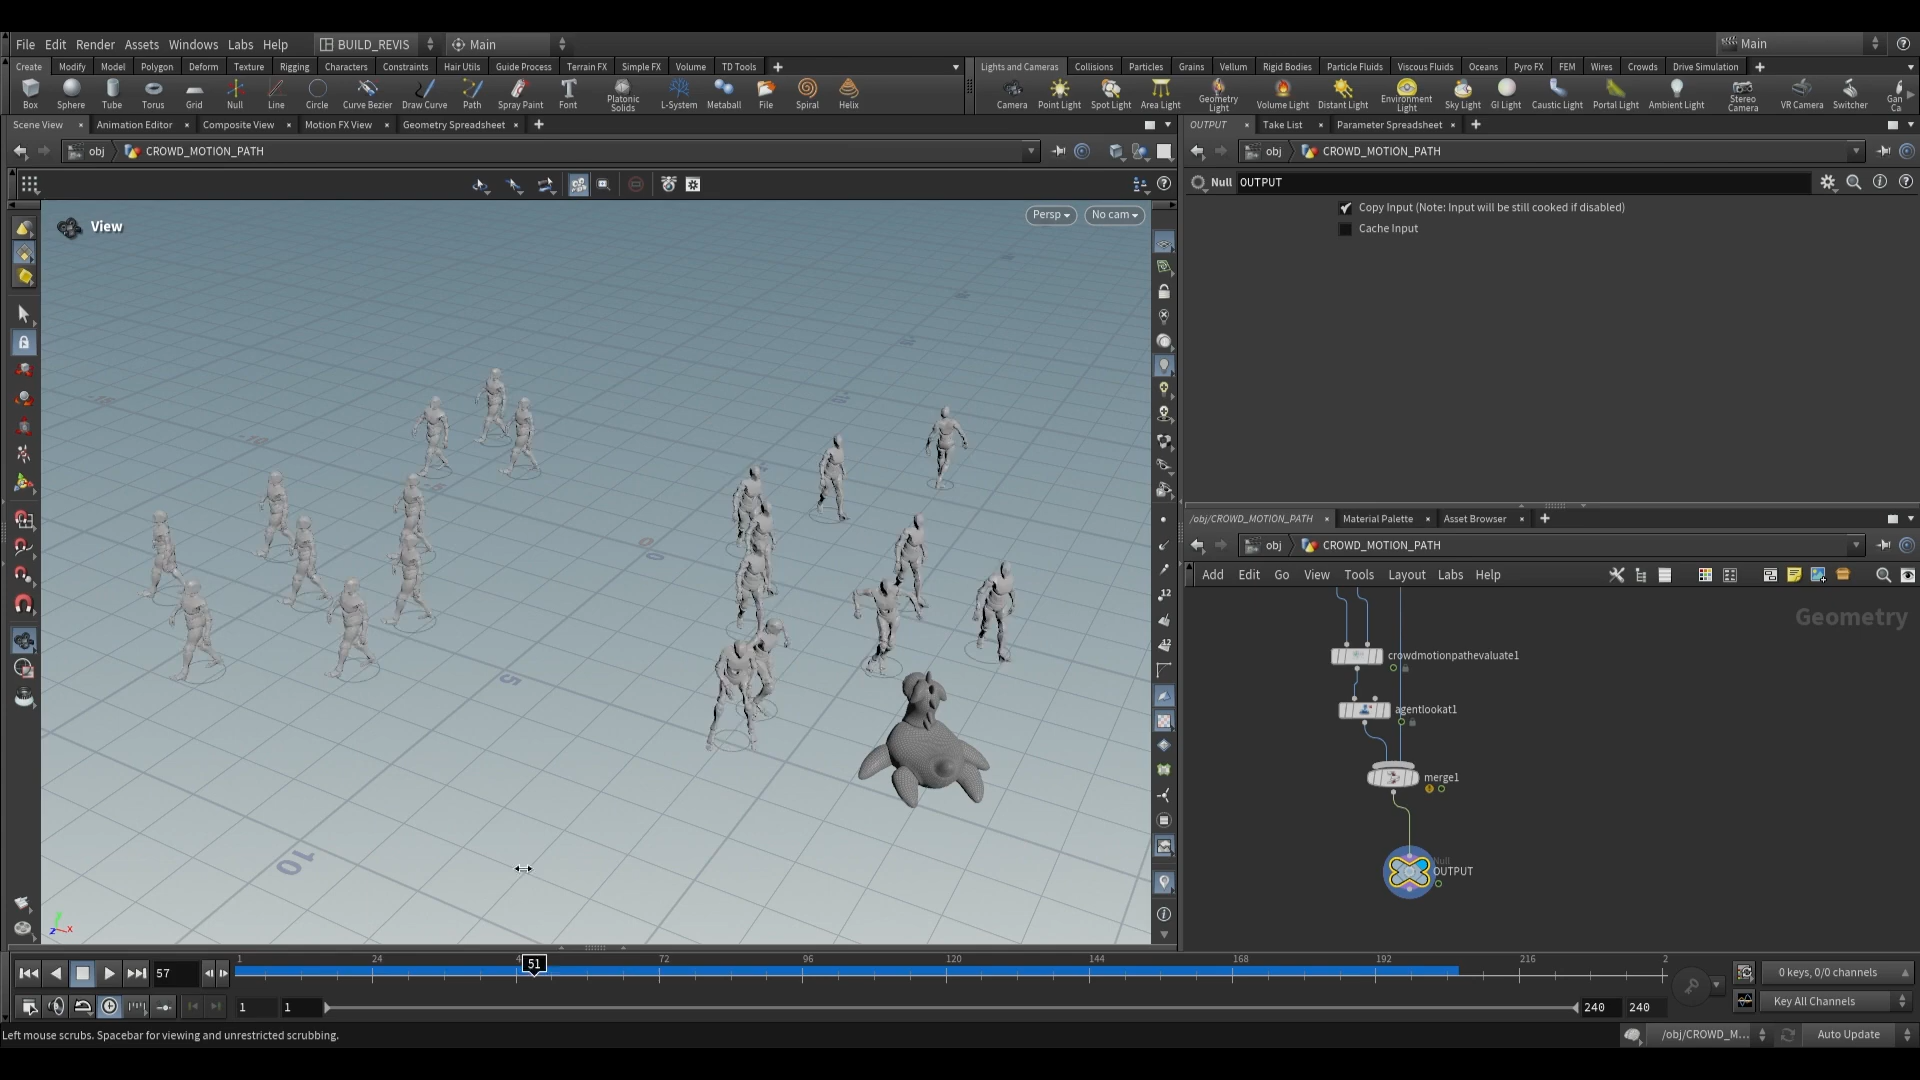 File Edit Render Assets Windows Labs Help BUILD_REVIS Main Main
Create Modify Model Polygon Deform Texture Rigging Characters Constraints Hair Utils Guide Process Terrain FX Simple FX Volume TD Tools
Lights and Cameras Collisions Particles Grains Vellum Rigid Bodies Particle Fluids Viscous Fluids Oceans Pyro FX FEM Wires Crowds Drive Simulation
Box Sphere Tube Torus Grid Null Line Circle Curve Bezier Draw Curve Path Spray Paint Font Platonic Solids L-System Metaball File Spiral Helix
Camera Point Light Spot Light Area Light Geometry Light Volume Light Distant Light Environment Light Sky Light GI Light Caustic Light Portal Light Ambient Light Stereo Camera VR Camera Switcher Gan Ca
Scene View Animation Editor Composite View Motion FX View Geometry Spreadsheet
OUTPUT Take List Parameter Spreadsheet
obj CROWD_MOTION_PATH
obj CROWD_MOTION_PATH
Null OUTPUT
Copy Input (Note: Input will be still cooked if disabled)
Cache Input
View
Persp No cam
0
0
5
10
/obj/CROWD_MOTION_PATH Material Palette Asset Browser
obj CROWD_MOTION_PATH
Add Edit Go View Tools Layout Labs Help
Geometry
crowdmotionpathevaluate1
agentlookat1
merge1
Null
OUTPUT
57 1 24 51 72 96 120 144 168 192 216 2
0 keys, 0/0 channels
1 1 240 240
Key All Channels
Left mouse scrubs. Spacebar for viewing and unrestricted scrubbing.
/obj/CROWD_M... Auto Update